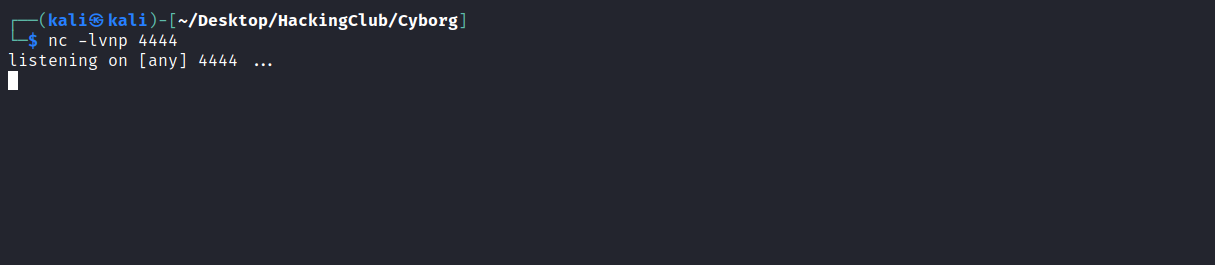 ┌──(kali㉿kali)-[~/Desktop/HackingClub/Cyborg]
└─$ nc -lvnp 4444
listening on [any] 4444 ...